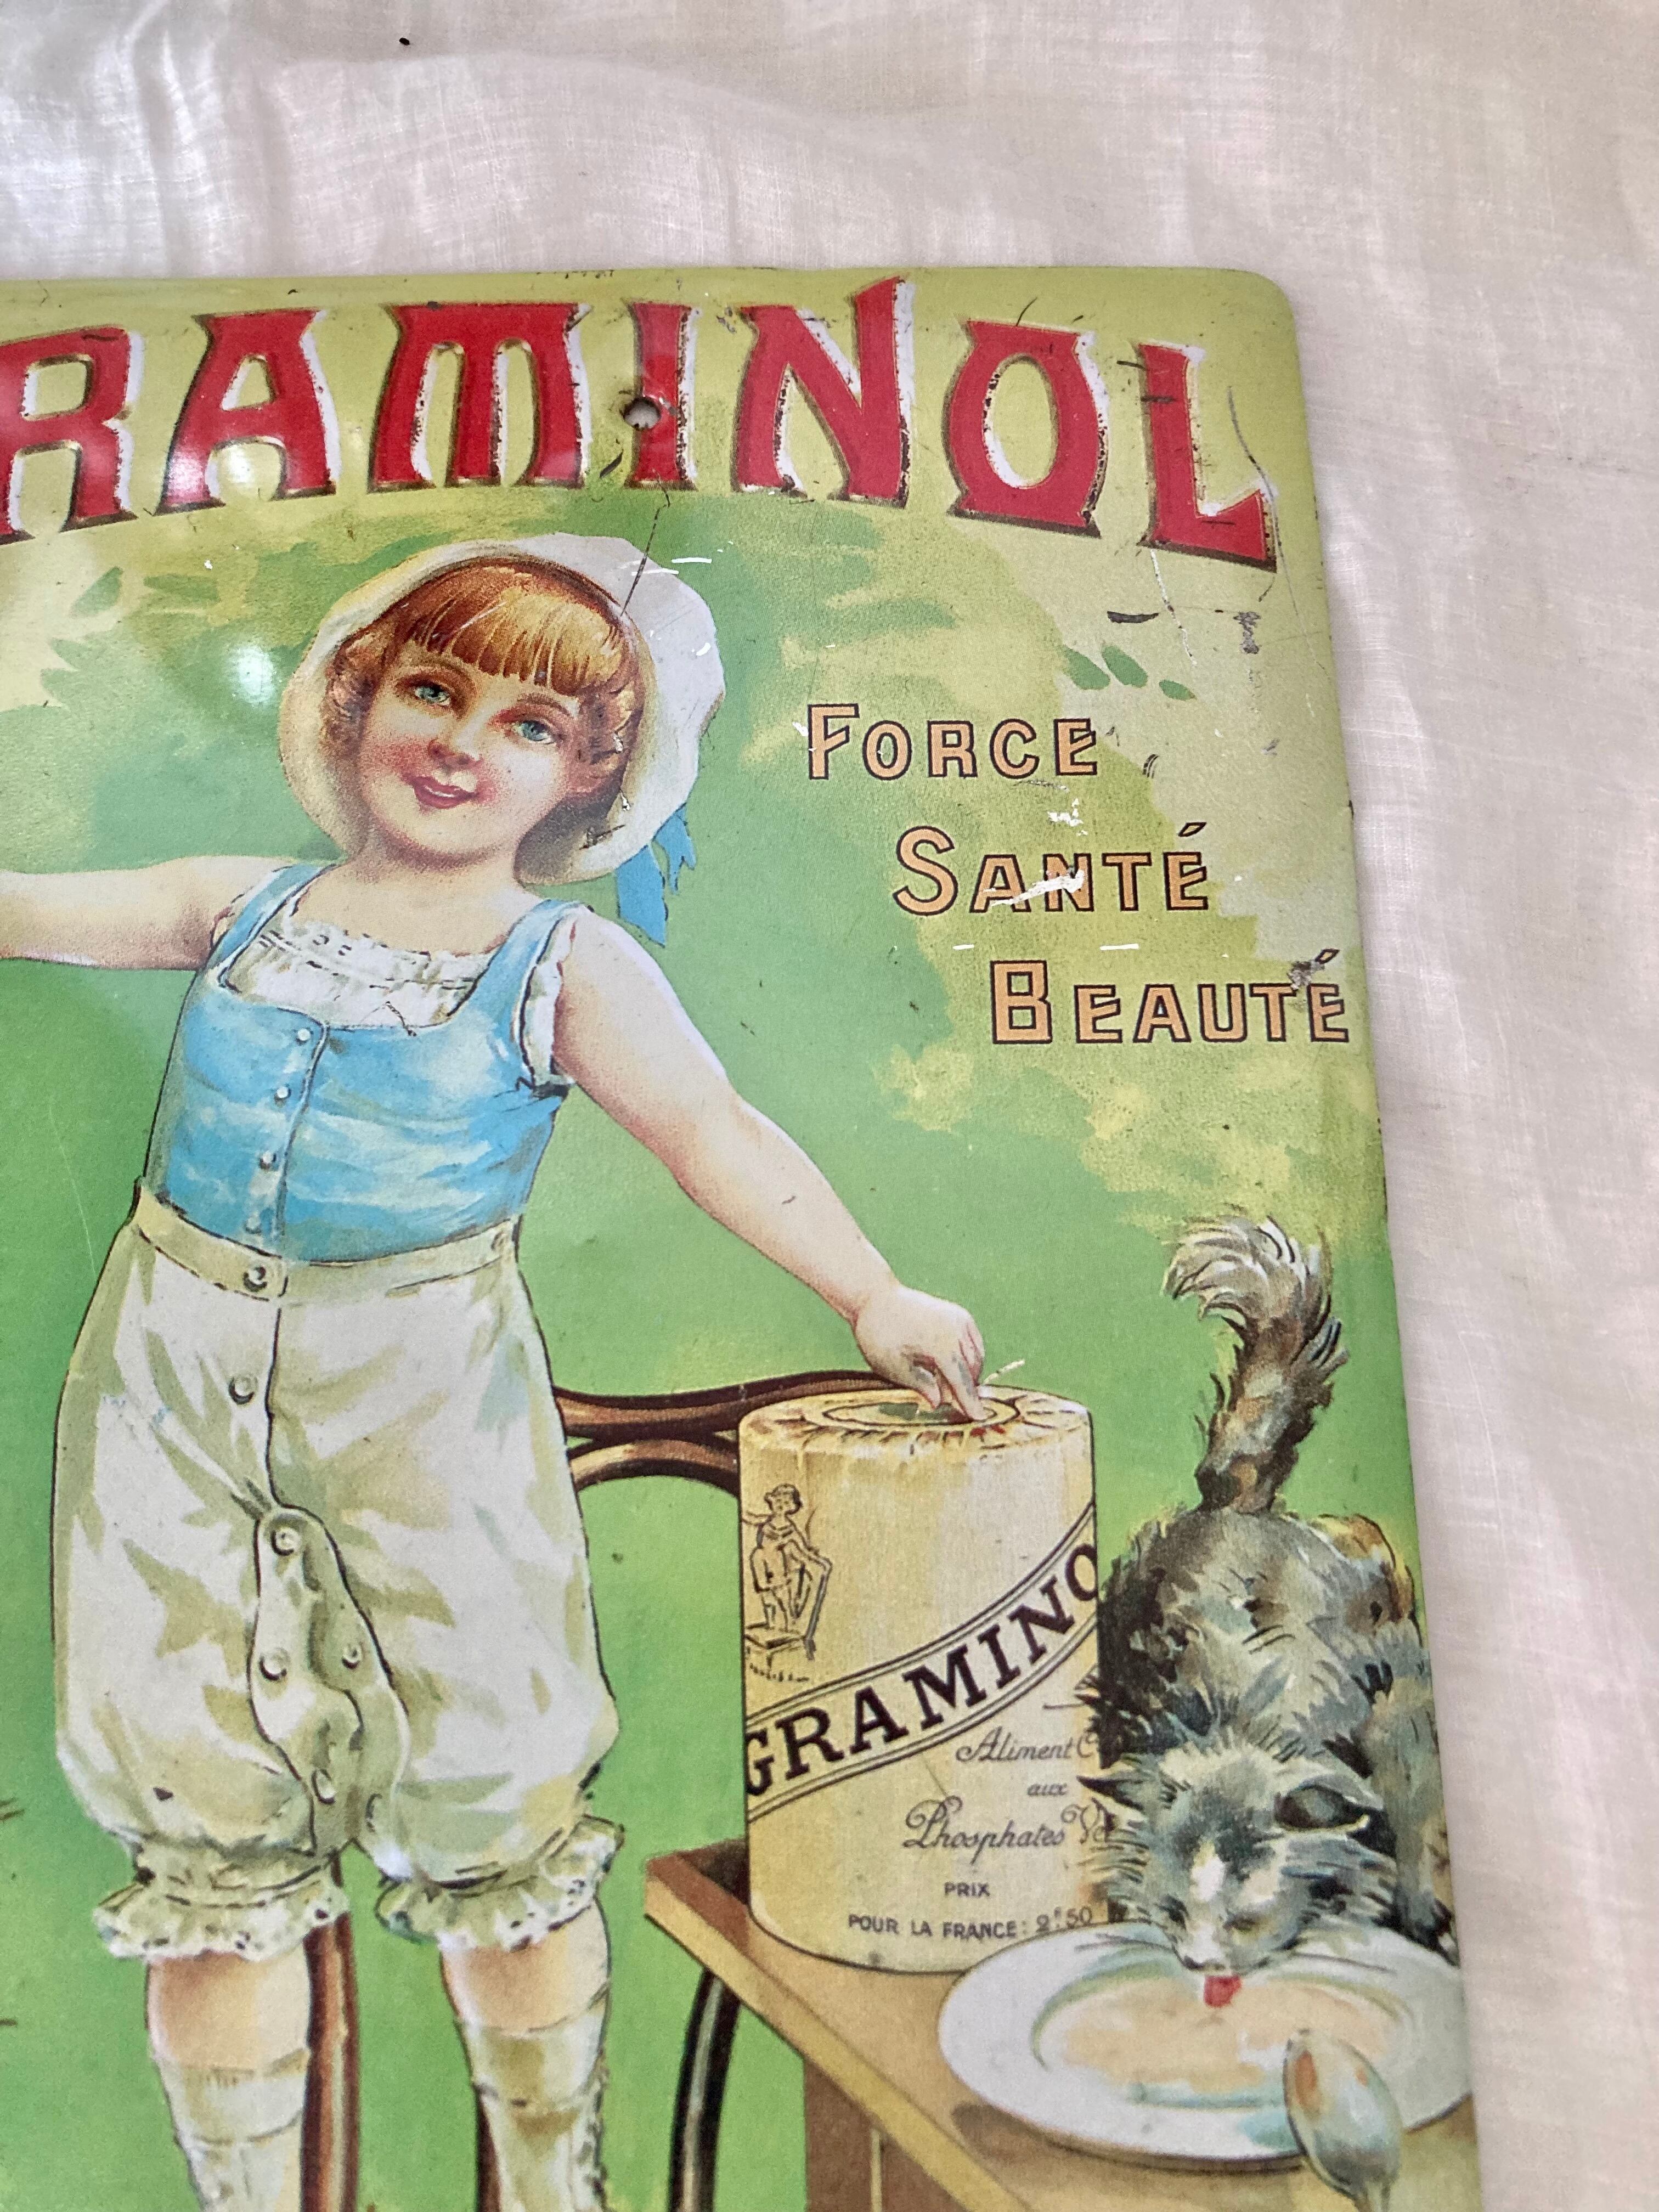 RAMINOL
FORCE
SANTÉ
BEAUTÉ
GRAMINO
Aliment
aux
Phosphates
PRIX
POUR LA FRANCE: 2F50